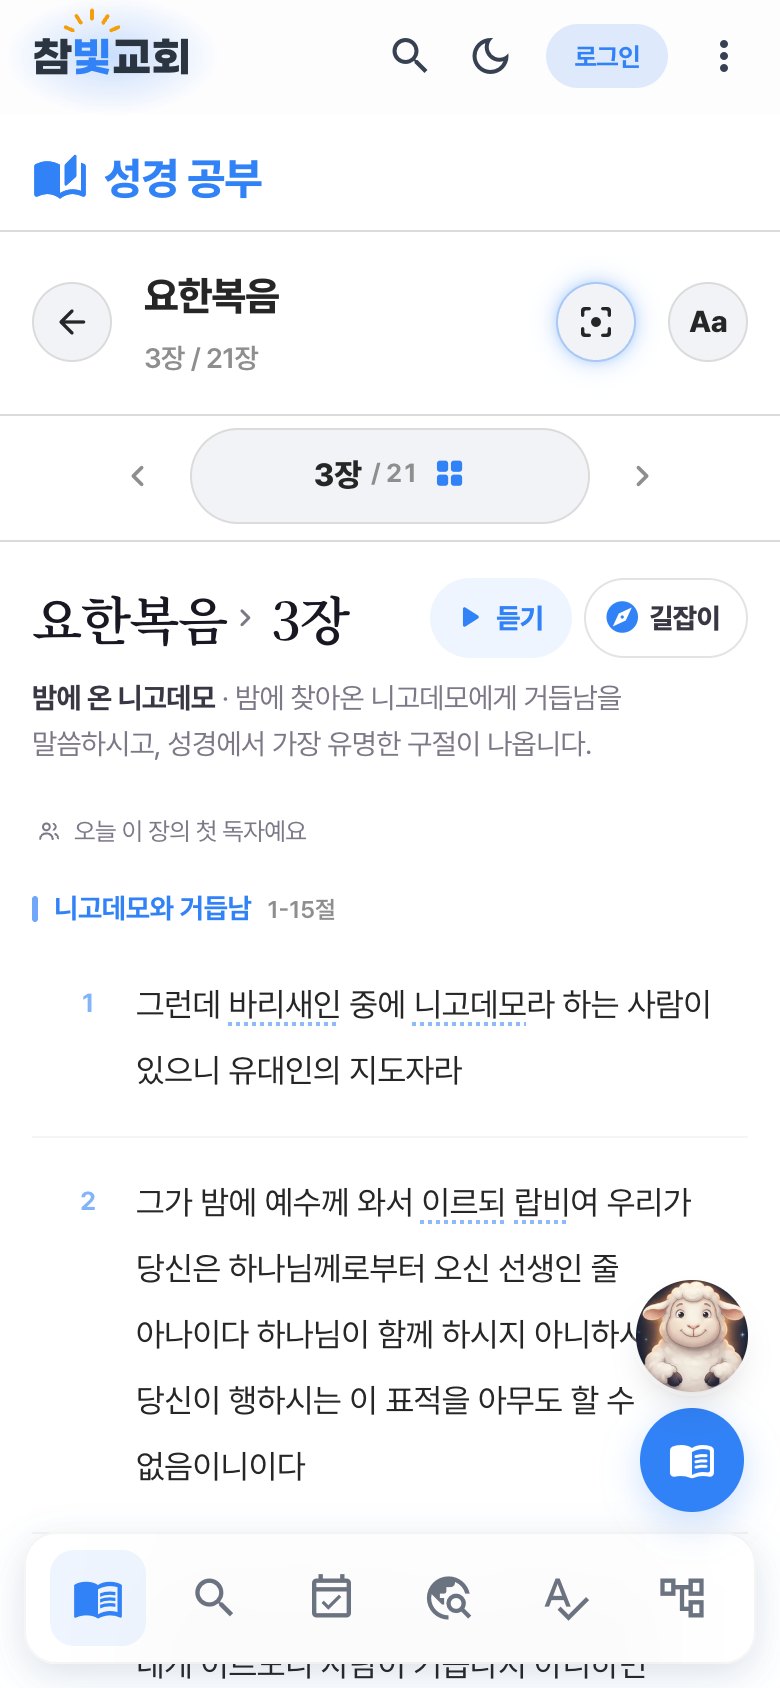 참빛교회
로그인
성경 공부
요한복음
3장 / 21장
Aa
3장 / 21
요한복음 › 3장
듣기
길잡이
밤에 온 니고데모 · 밤에 찾아온 니고데모에게 거듭남을
말씀하시고, 성경에서 가장 유명한 구절이 나옵니다.
오늘 이 장의 첫 독자예요
니고데모와 거듭남 1-15절
1 그런데 바리새인 중에 니고데모라 하는 사람이
있으니 유대인의 지도자라
2 그가 밤에 예수께 와서 이르되 랍비여 우리가
당신은 하나님께로부터 오신 선생인 줄
아나이다 하나님이 함께 하시지 아니하시
당신이 행하시는 이 표적을 아무도 할 수
없음이니이다